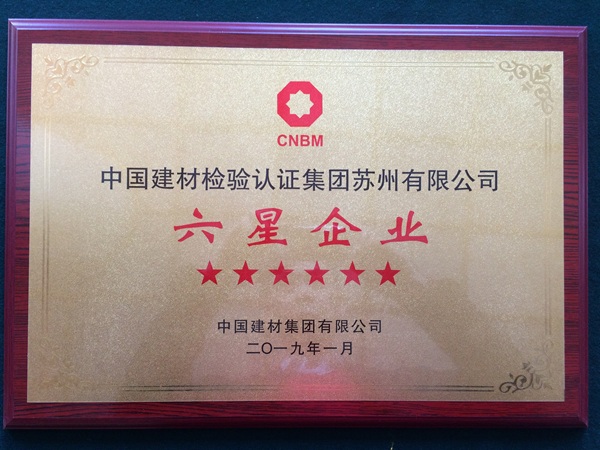 CNBM
中国建材检验认证集团苏州有限公司
六星企业
★★★★★★
中国建材集团有限公司
二〇一九年一月